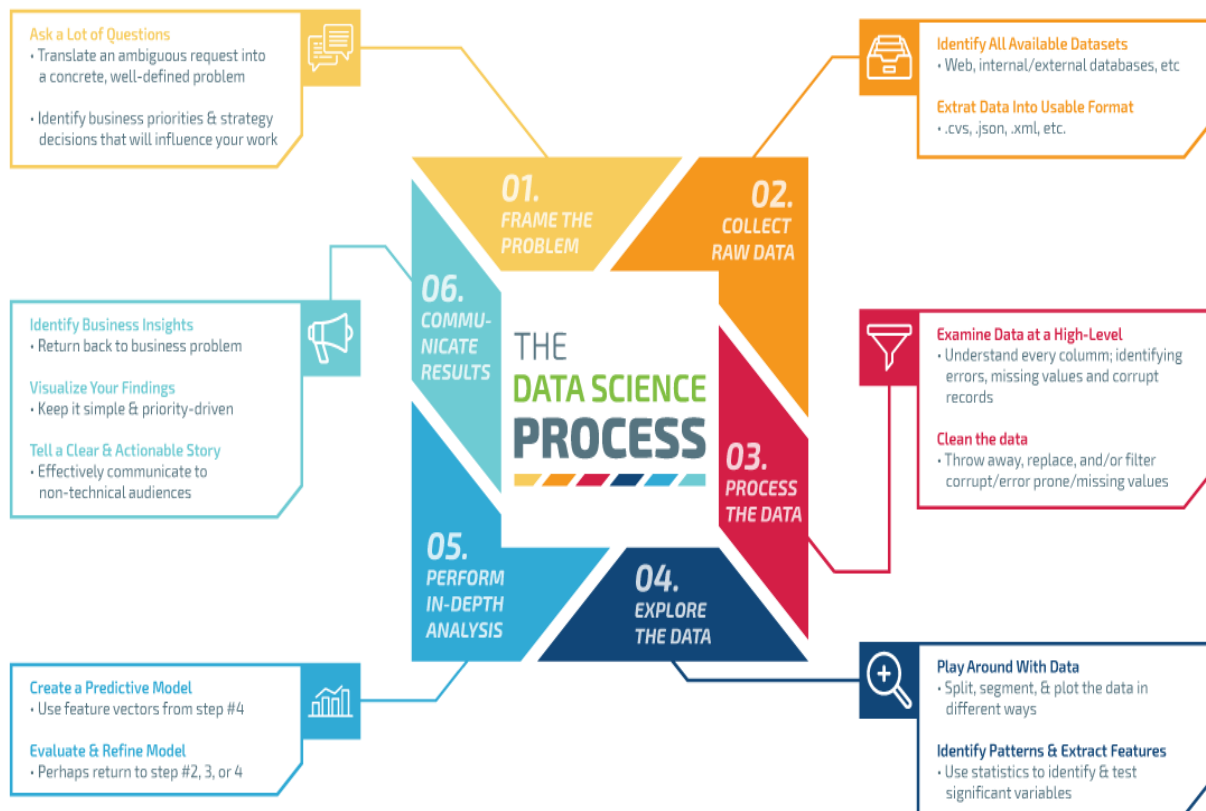 Ask a Lot of Questions
• Translate an ambiguous request into
a concrete, well-defined problem
• Identify business priorities & strategy
decisions that will influence your work
Identify All Available Datasets
• Web, internal/external databases, etc
Extrat Data Into Usable Format
• .cvs, .json, .xml, etc.
01.
FRAME THE
PROBLEM
02.
COLLECT
RAW DATA
06.
COMMU-
NICATE
RESULTS
THE
DATA SCIENCE
PROCESS
Identify Business Insights
• Return back to business problem
Visualize Your Findings
• Keep it simple & priority-driven
Tell a Clear & Actionable Story
• Effectively communicate to
non-technical audiences
Examine Data at a High-Level
• Understand every columm; identifying
errors, missing values and corrupt
records
Clean the data
• Throw away, replace, and/or filter
corrupt/error prone/missing values
03.
PROCESS
THE DATA
05.
PERFORM
IN-DEPTH
ANALYSIS
04.
EXPLORE
THE DATA
Create a Predictive Model
• Use feature vectors from step #4
Evaluate & Refine Model
• Perhaps return to step #2, 3, or 4
Play Around With Data
• Split, segment, & plot the data in
different ways
Identify Patterns & Extract Features
• Use statistics to identify & test
significant variables